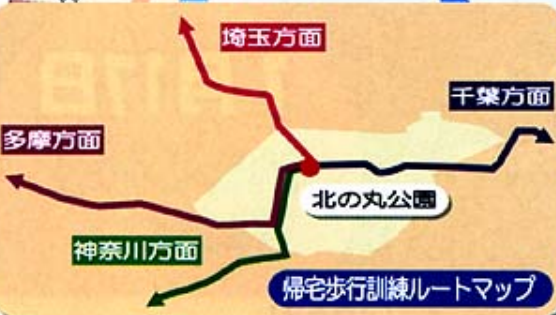 埼玉方面
千葉方面
多摩方面
北の丸公園
神奈川方面
帰宅歩行訓練ルートマップ